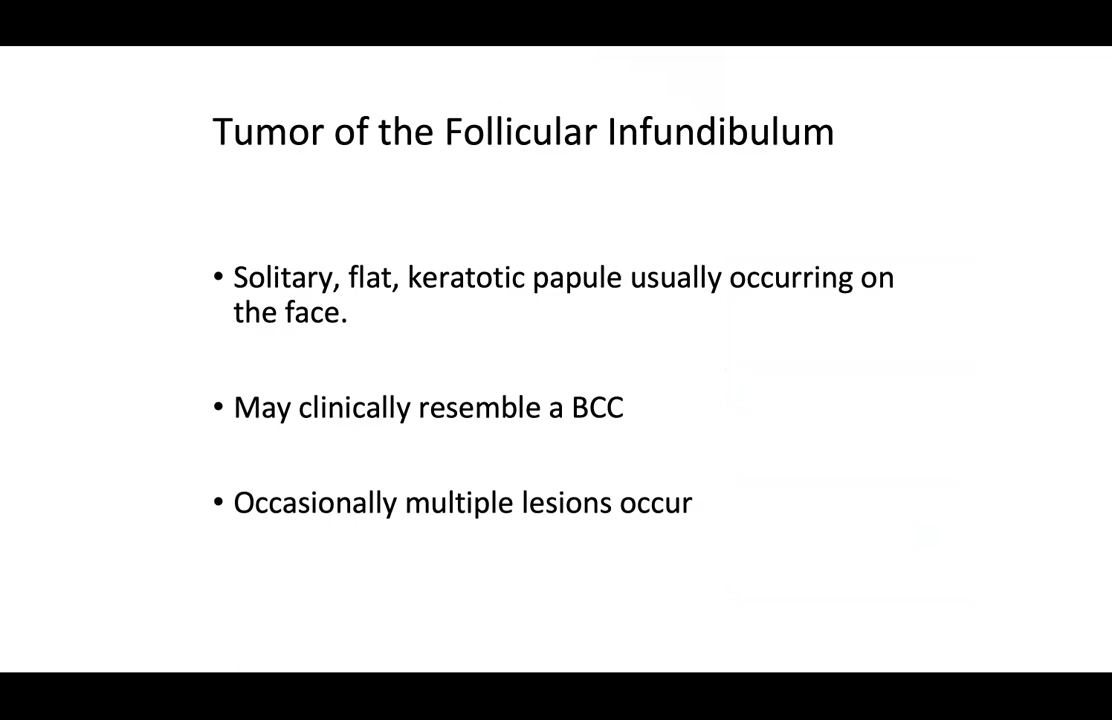 Tumor of the Follicular Infundibulum
• Solitary, flat, keratotic papule usually occurring on
the face.
• May clinically resemble a BCC
• Occasionally multiple lesions occur